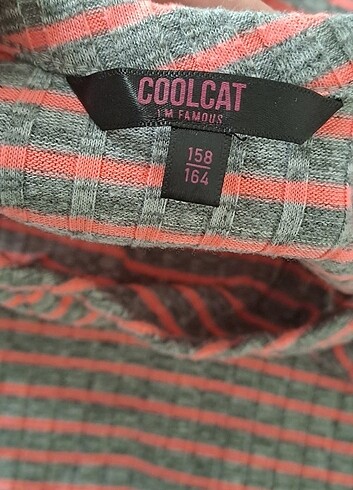 COOLCAT
I'M FAMOUS
158
164